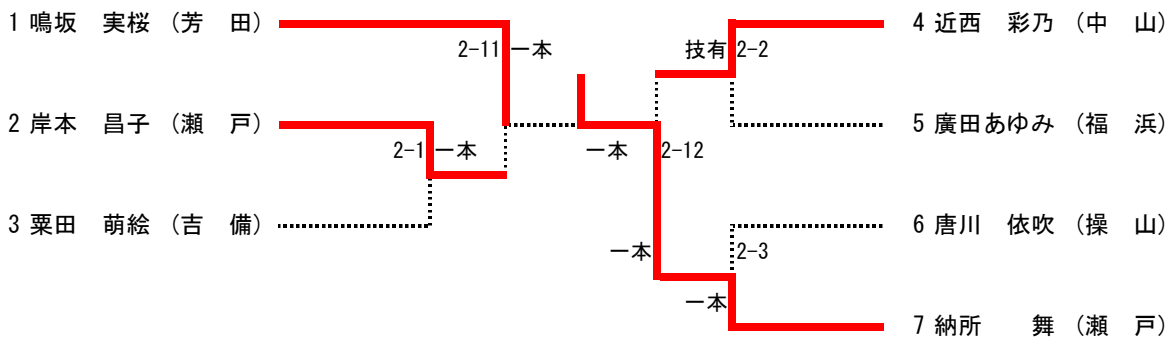 1 鳴坂　実桜 （芳　田）
2-11 一本
2 岸本　昌子 （瀬　戸）
2-1 一本
3 粟田　萌絵 （吉　備）
4 近西　彩乃 （中　山）
技有 2-2
5 廣田あゆみ （福　浜）
一本 2-12
6 唐川　依吹 （操　山）
一本 2-3
一本
7 納所　　舞 （瀬　戸）